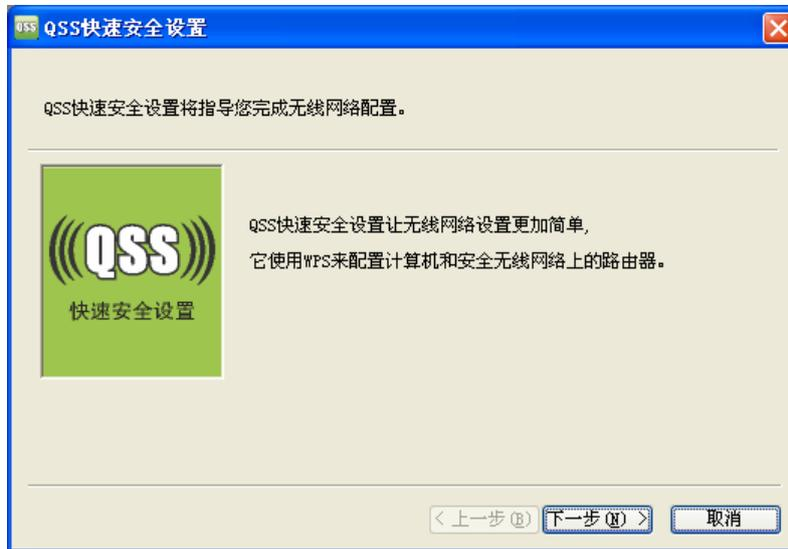 QSS QSS快速安全设置
QSS快速安全设置将指导您完成无线网络配置。
(((QSS)))
快速安全设置
QSS快速安全设置让无线网络设置更加简单,
它使用WPS来配置计算机和安全无线网络上的路由器。
< 上一步(B) 下一步(N) > 取消